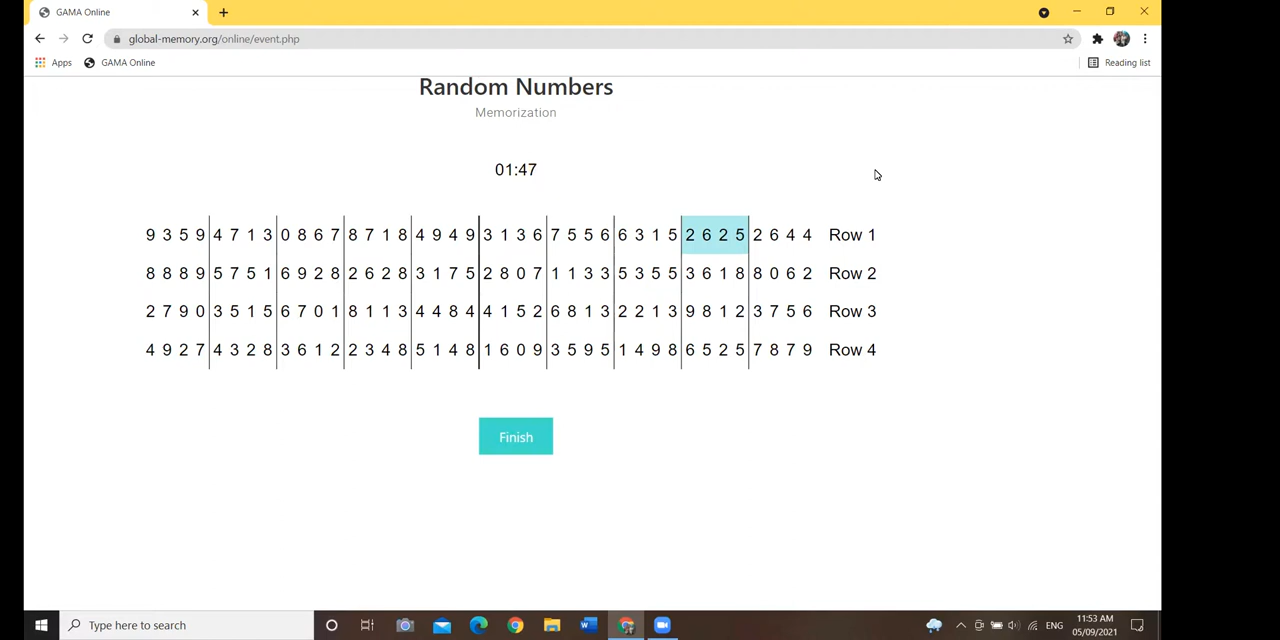 GAMA Online
global-memory.org/online/event.php
Apps GAMA Online Reading list
Random Numbers
Memorization
01:47
9 3 5 9 4 7 1 3 0 8 6 7 8 7 1 8 4 9 4 9 3 1 3 6 7 5 5 6 6 3 1 5 2 6 2 5 2 6 4 4 Row 1
8 8 8 9 5 7 5 1 6 9 2 8 2 6 2 8 3 1 7 5 2 8 0 7 1 1 3 3 5 3 5 5 3 6 1 8 8 0 6 2 Row 2
2 7 9 0 3 5 1 5 6 7 0 1 8 1 1 3 4 4 8 4 4 1 5 2 6 8 1 3 2 2 1 3 9 8 1 2 3 7 5 6 Row 3
4 9 2 7 4 3 2 8 3 6 1 2 2 3 4 8 5 1 4 8 1 6 0 9 3 5 9 5 1 4 9 8 6 5 2 5 7 8 7 9 Row 4
Finish
Type here to search
ENG
11:53 AM
05/09/2021